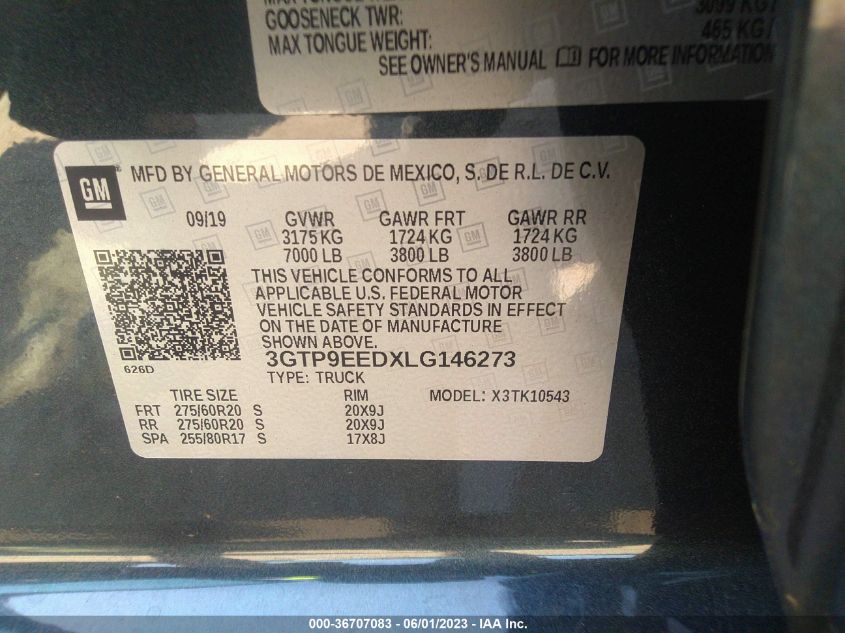 GOOSENECK TWR:
3099 KG /
MAX TONGUE WEIGHT:
465 KG /
SEE OWNER'S MANUAL FOR MORE INFORMATION
GM
MFD BY GENERAL MOTORS DE MEXICO, S. DE R.L. DE C.V.
09/19 GVWR GAWR FRT GAWR RR
3175 KG 1724 KG 1724 KG
7000 LB 3800 LB 3800 LB
THIS VEHICLE CONFORMS TO ALL
APPLICABLE U.S. FEDERAL MOTOR
VEHICLE SAFETY STANDARDS IN EFFECT
ON THE DATE OF MANUFACTURE
SHOWN ABOVE.
626D
3GTP9EEDXLG146273
TYPE: TRUCK
TIRE SIZE RIM MODEL: X3TK10543
FRT 275/60R20 S 20X9J
RR 275/60R20 S 20X9J
SPA 255/80R17 S 17X8J
000-36707083 - 06/01/2023 - IAA Inc.